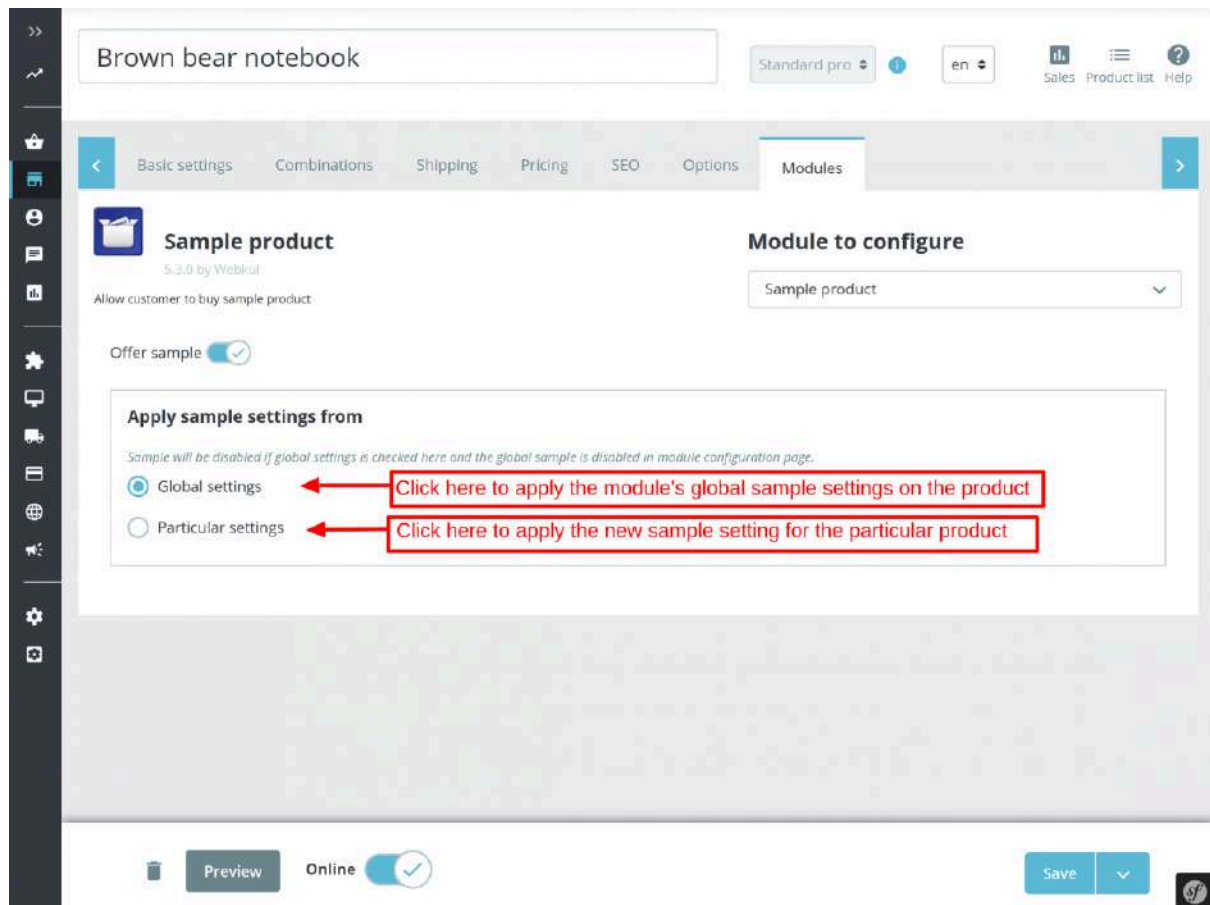 Brown bear notebook
Standard pro
en
Sales Product list Help
Basic settings Combinations Shipping Pricing SEO Options Modules
Sample product
5.3.0 by Webkul
Allow customer to buy sample product
Module to configure
Sample product
Offer sample
Apply sample settings from
Sample will be disabled if global settings is checked here and the global sample is disabled in module configuration page.
Global settings
Click here to apply the module's global sample settings on the product
Particular settings
Click here to apply the new sample setting for the particular product
Preview
Online
Save
sf